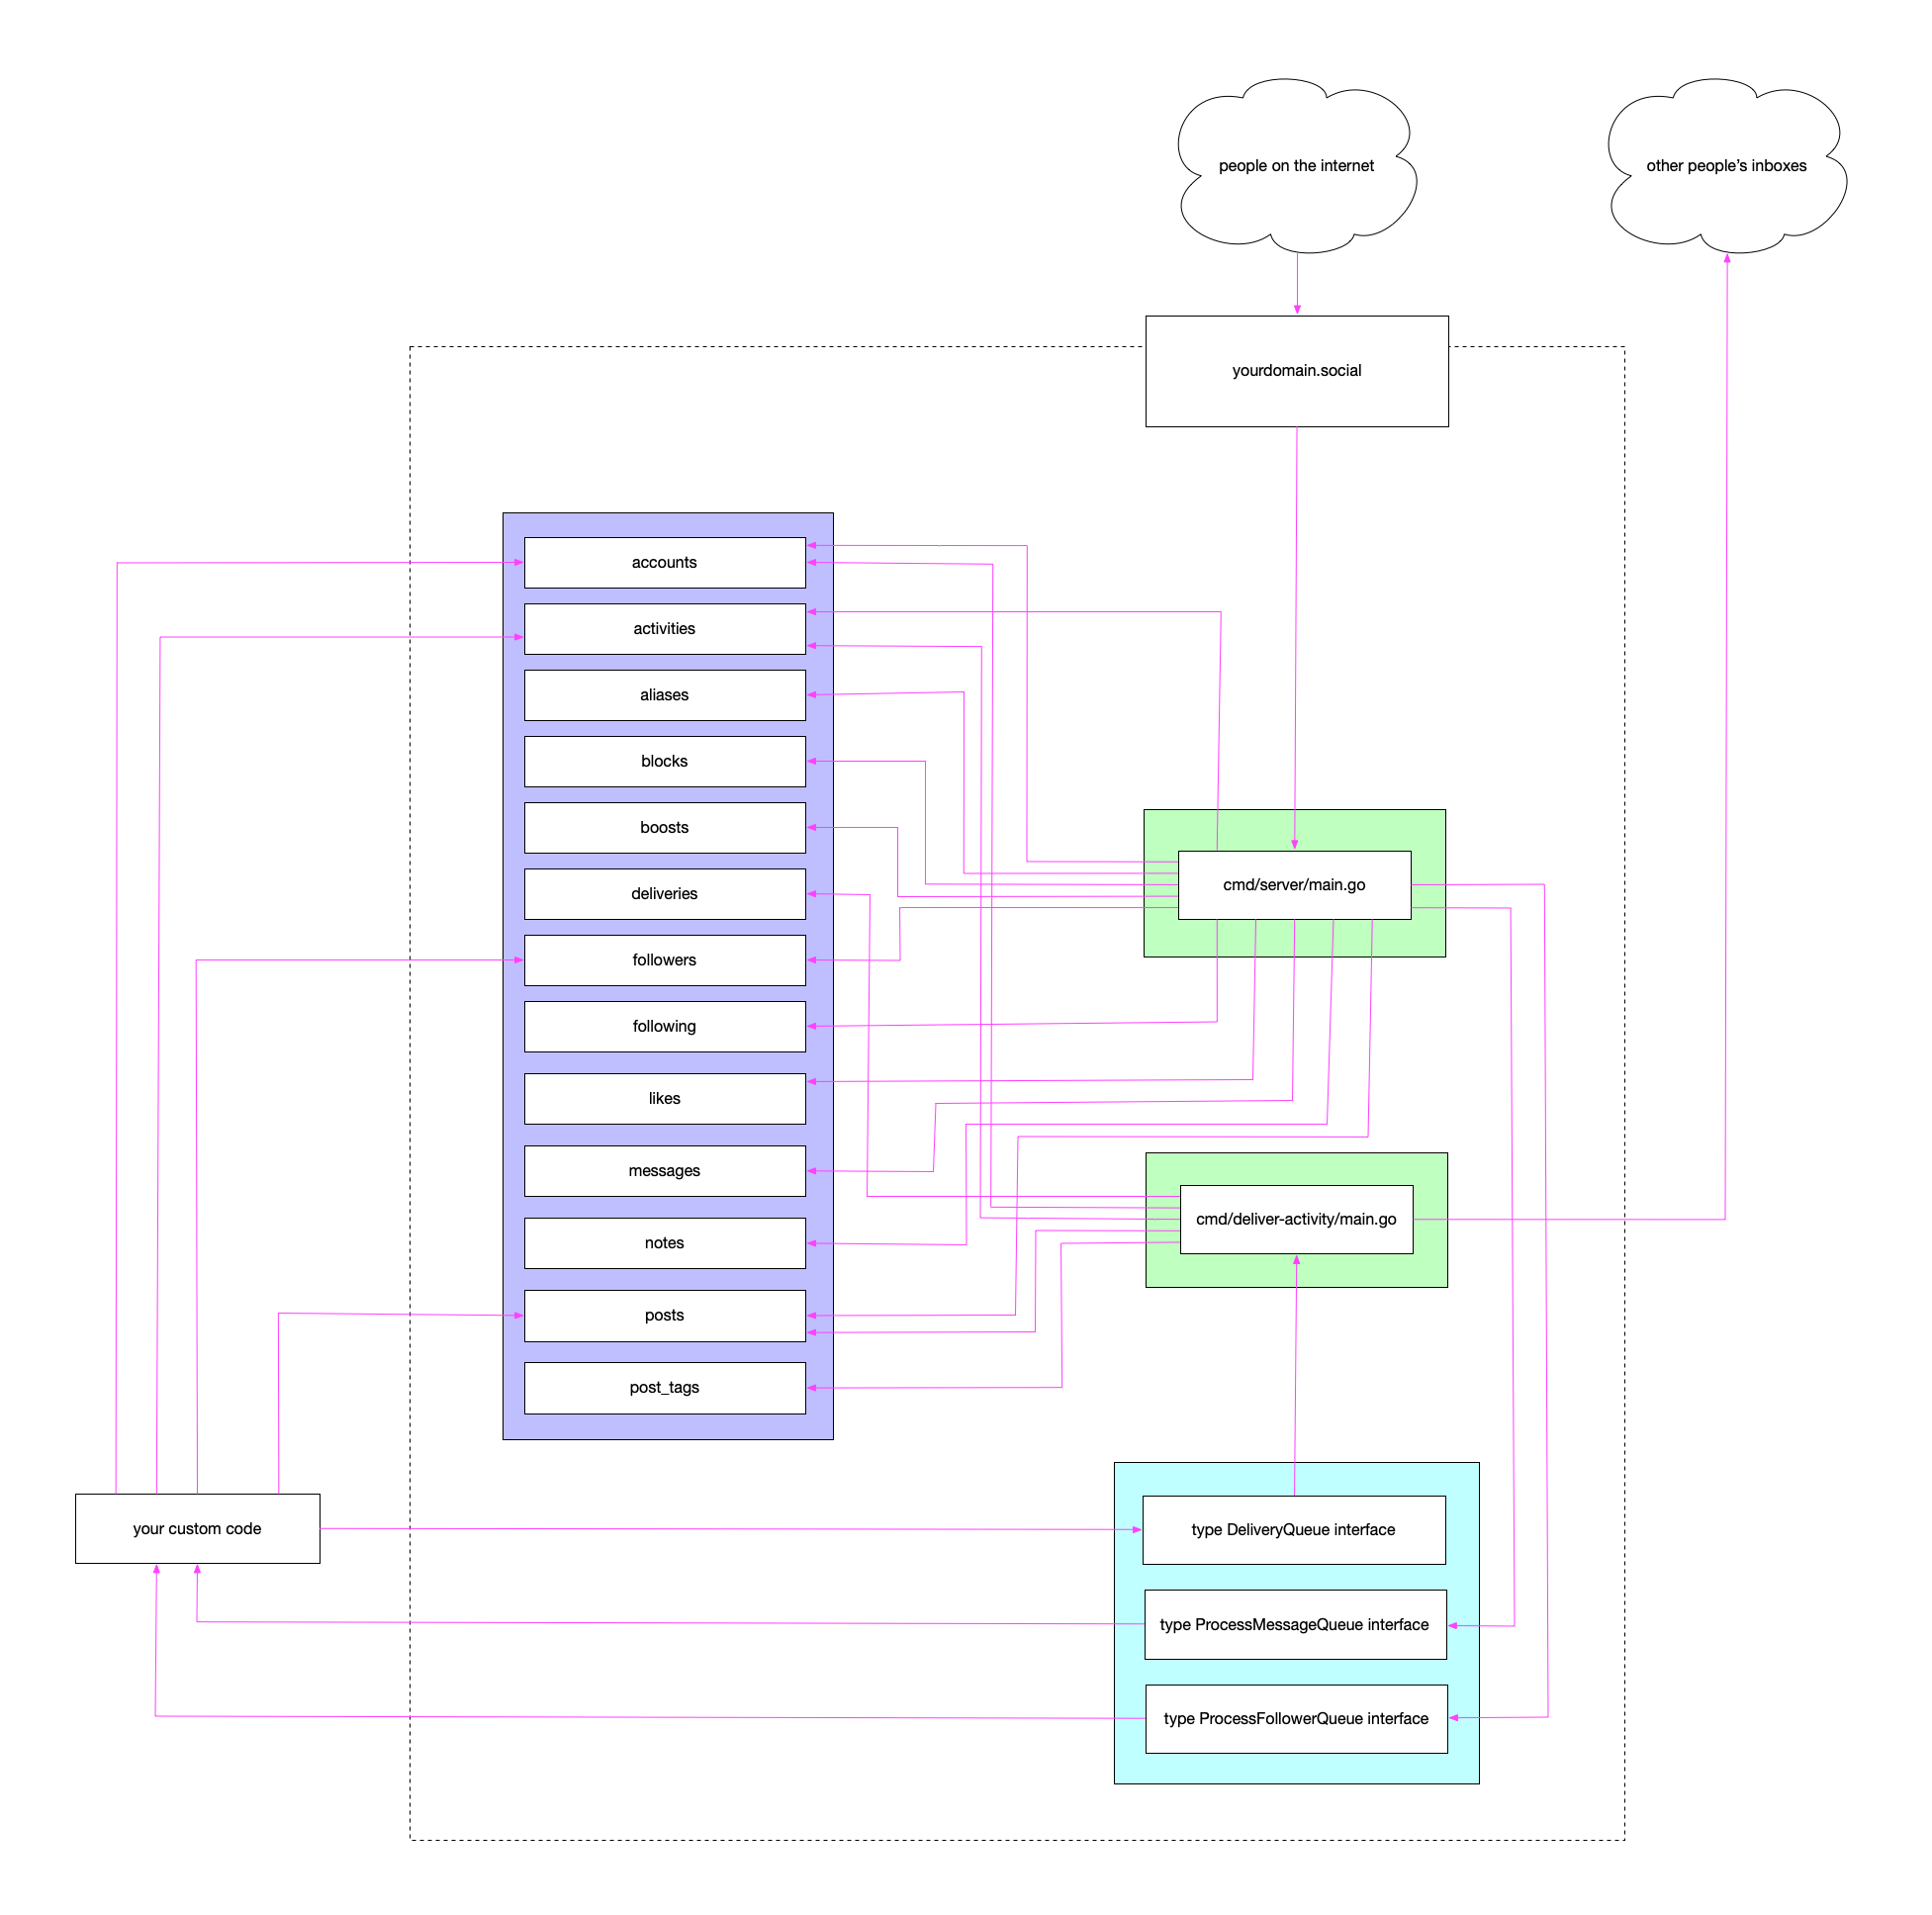 people on the internet
other people’s inboxes
yourdomain.social
accounts
activities
aliases
blocks
boosts
deliveries
followers
following
likes
messages
notes
posts
post_tags
cmd/server/main.go
cmd/deliver-activity/main.go
your custom code
type DeliveryQueue interface
type ProcessMessageQueue interface
type ProcessFollowerQueue interface